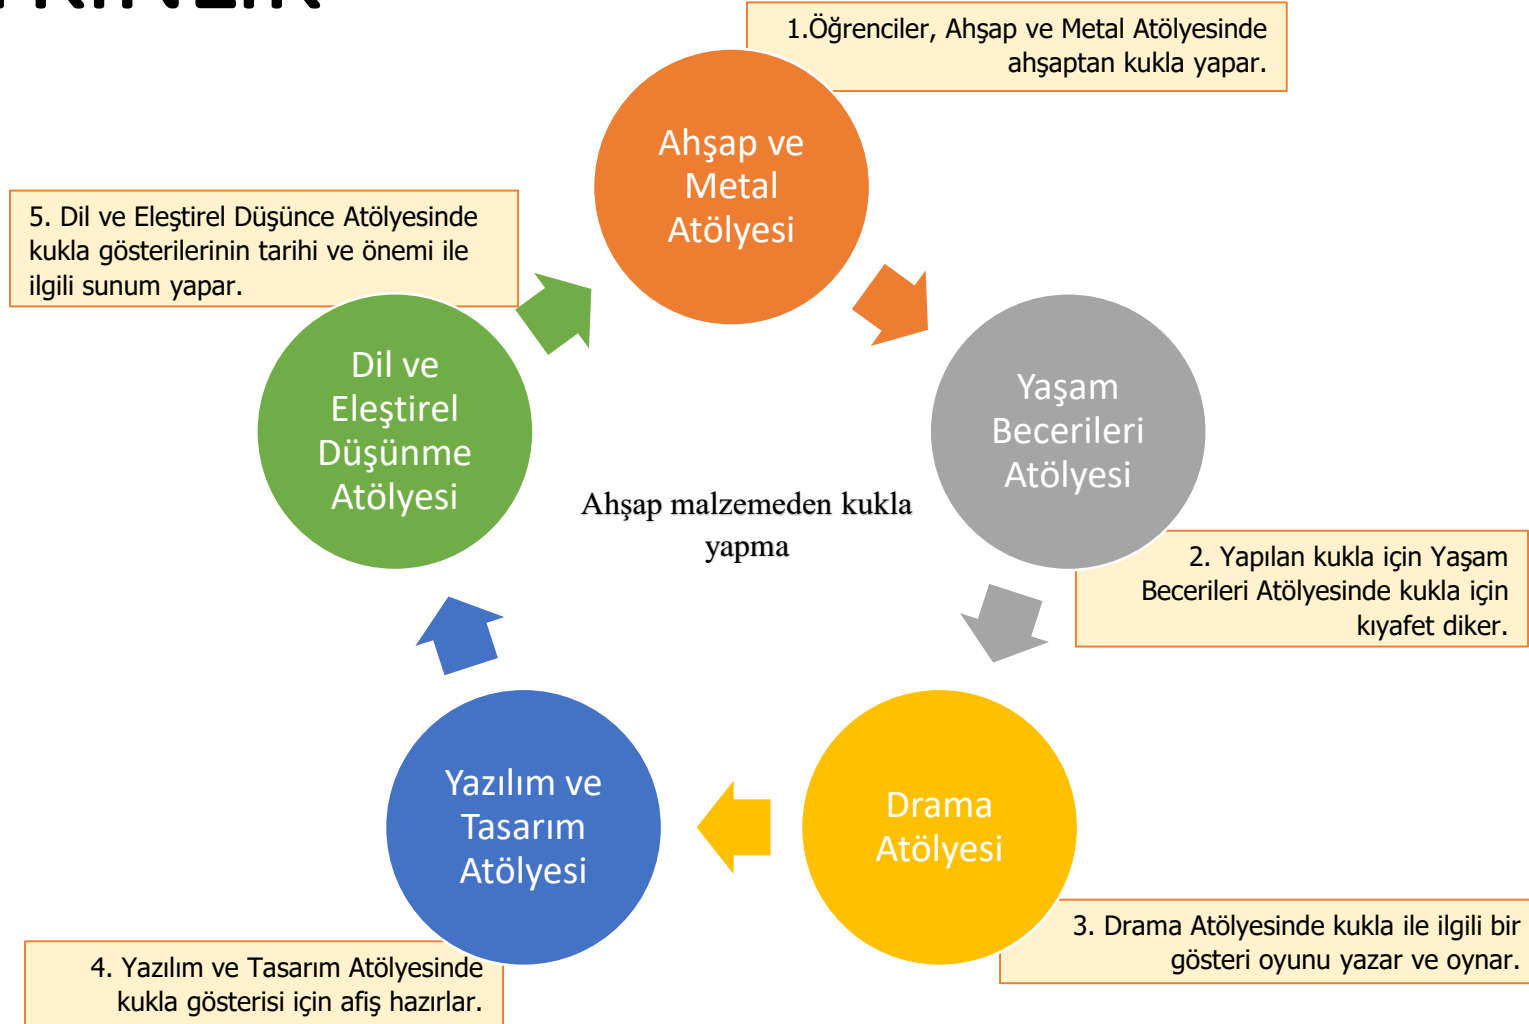 1.Öğrenciler, Ahşap ve Metal Atölyesinde
ahşaptan kukla yapar.
Ahşap ve
Metal
Atölyesi
5. Dil ve Eleştirel Düşünce Atölyesinde
kukla gösterilerinin tarihi ve önemi ile
ilgili sunum yapar.
Dil ve
Eleştirel
Düşünme
Atölyesi
Yaşam
Becerileri
Atölyesi
Ahşap malzemeden kukla
yapma
2. Yapılan kukla için Yaşam
Becerileri Atölyesinde kukla için
kıyafet diker.
Yazılım ve
Tasarım
Atölyesi
Drama
Atölyesi
3. Drama Atölyesinde kukla ile ilgili bir
gösteri oyunu yazar ve oynar.
4. Yazılım ve Tasarım Atölyesinde
kukla gösterisi için afiş hazırlar.